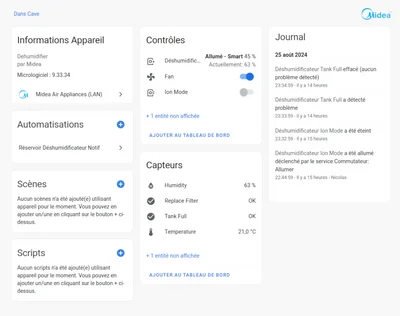 Dans Cave
Midea
Informations Appareil
Dehumidifier
par Midea
Micrologiciel : 9.33.34
Midea Air Appliances (LAN)
Automatisations
Réservoir Déshumidificateur Notif
Scènes
Aucun scènes n'a été ajouté(e) utilisant
appareil pour le moment. Vous pouvez en
ajouter un/une en cliquant sur le bouton + ci-
dessus.
Scripts
Aucun scripts n'a été ajouté(e) utilisant
appareil pour le moment. Vous pouvez en
ajouter un/une en cliquant sur le bouton + ci-
dessus.
Contrôles
Déshumidific...
Allumé - Smart 45 %
Actuellement: 63 %
Fan
Ion Mode
+ 1 entité non affichée
AJOUTER AU TABLEAU DE BORD
Capteurs
Humidity 63 %
Replace Filter OK
Tank Full OK
Temperature 21,0 °C
+ 1 entité non affichée
AJOUTER AU TABLEAU DE BORD
Journal
25 août 2024
Déshumidificateur Tank Full effacé (aucun
problème détecté)
23:34:59 - Il y a 14 heures
Déshumidificateur Tank Full a détecté
problème
23:33:59 - Il y a 14 heures
Déshumidificateur Ion Mode a été éteint
23:32:59 - Il y a 15 heures
Déshumidificateur Ion Mode a été allumé
déclenché par le service Commutateur:
Allumer
22:44:59 - Il y a 15 heures - Nicolas